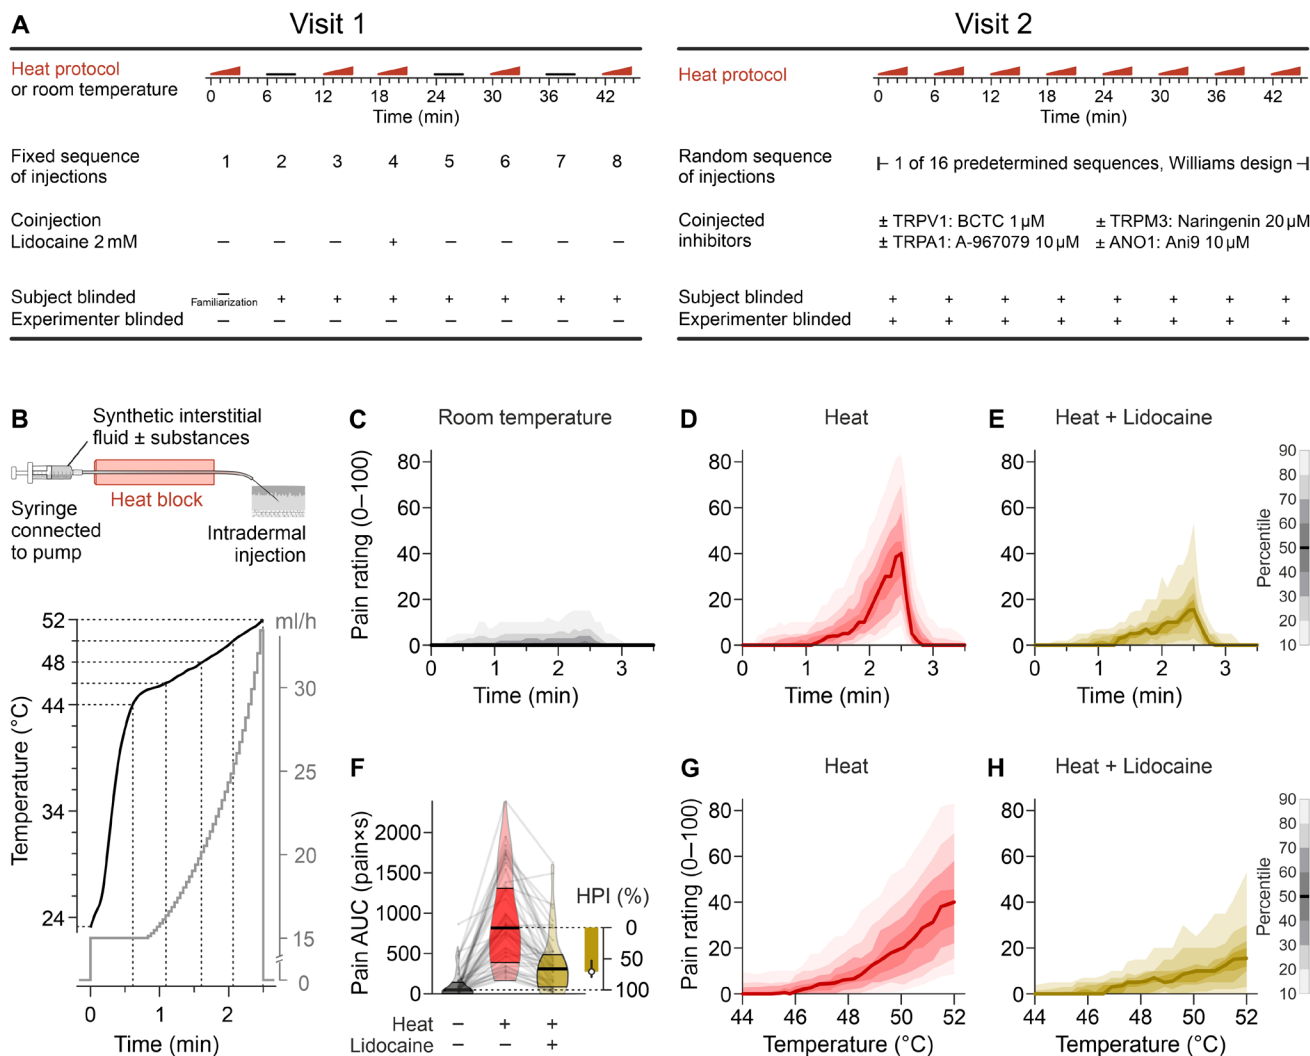 A
Visit 1
Heat protocol
or room temperature
0 6 12 18 24 30 36 42
Time (min)
Fixed sequence
of injections
1 2 3 4 5 6 7 8
Coinjection
Lidocaine 2 mM
– – – + – – – –
Subject blinded
– + + + + + + +
Familiarization
Experimenter blinded
– – – – – – – –
Visit 2
Heat protocol
0 6 12 18 24 30 36 42
Time (min)
Random sequence
of injections
1 of 16 predetermined sequences, Williams design
Coinjected
inhibitors
± TRPV1: BCTC 1 µM
± TRPM3: Naringenin 20 µM
± TRPA1: A-967079 10 µM
± ANO1: Ani9 10 µM
Subject blinded
+ + + + + + + +
Experimenter blinded
+ + + + + + + +
B
Synthetic interstitial
fluid ± substances
Heat block
Syringe
connected
to pump
Intradermal
injection
Temperature (°C)
52
48
44
34
24
ml/h
30
25
20
15
0
0 1 2
Time (min)
C
Room temperature
Pain rating (0–100)
80
60
40
20
0
0 1 2 3
Time (min)
D
Heat
80
60
40
20
0
0 1 2 3
Time (min)
E
Heat + Lidocaine
80
60
40
20
0
0 1 2 3
Time (min)
Percentile
90
80
70
60
50
40
30
20
10
F
Pain AUC (pain×s)
2000
1500
1000
500
0
HPI (%)
0
50
100
Heat – + +
Lidocaine – – +
G
Heat
Pain rating (0–100)
80
60
40
20
0
44 46 48 50 52
Temperature (°C)
H
Heat + Lidocaine
80
60
40
20
0
44 46 48 50 52
Temperature (°C)
Percentile
90
80
70
60
50
40
30
20
10